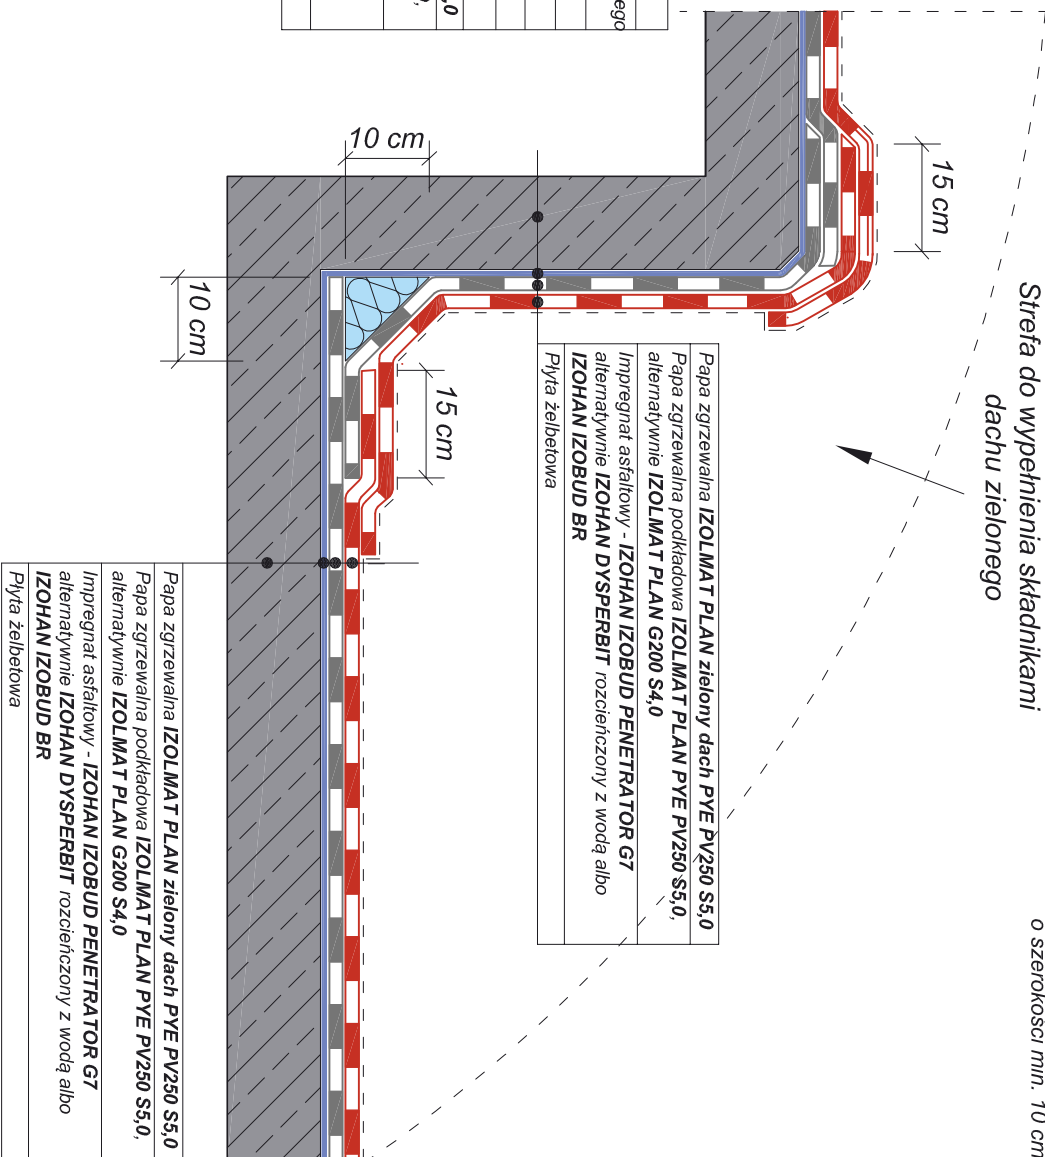 10 cm
15 cm
10 cm
15 cm
Strefa do wypełnienia składnikami
dachu zielonego
Papa zgrzewalna IZOLMAT PLAN zielony dach PYE PV250 S5,0
Papa zgrzewalna podkładowa IZOLMAT PLAN PYE PV250 S5,0,
alternatywnie IZOLMAT PLAN G200 S4,0
Impregnat asfaltowy - IZOHAN IZOBUD PENETRATOR G7
alternatywnie IZOHAN DYSPERBIT rozcieńczony z wodą albo
IZOHAN IZOBUD BR
Płyta żelbetowa
Papa zgrzewalna IZOLMAT PLAN zielony dach PYE PV250 S5,0
Papa zgrzewalna podkładowa IZOLMAT PLAN PYE PV250 S5,0,
alternatywnie IZOLMAT PLAN G200 S4,0
Impregnat asfaltowy - IZOHAN IZOBUD PENETRATOR G7
alternatywnie IZOHAN DYSPERBIT rozcieńczony z wodą albo
IZOHAN IZOBUD BR
Płyta żelbetowa
o szerokości min. 10 cm